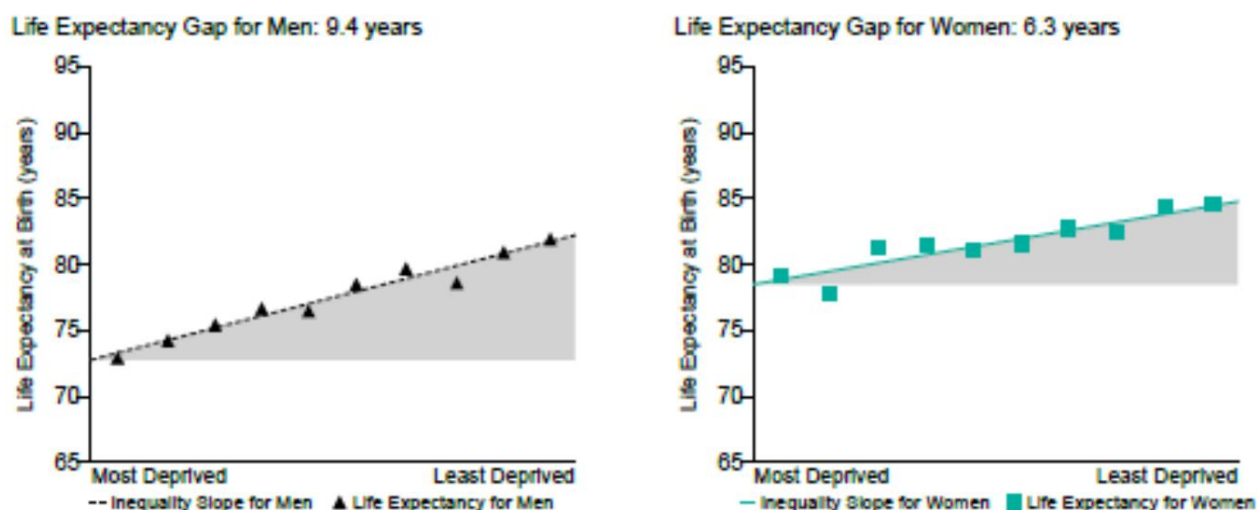 Life Expectancy Gap for Men: 9.4 years
Life Expectancy at Birth (years)
95
90
85
80
75
70
65
Most Deprived Least Deprived
Inequality Slope for Men Life Expectancy for Men
Life Expectancy Gap for Women: 6.3 years
Life Expectancy at Birth (years)
95
90
85
80
75
70
65
Most Deprived Least Deprived
Inequality Slope for Women Life Expectancy for Women